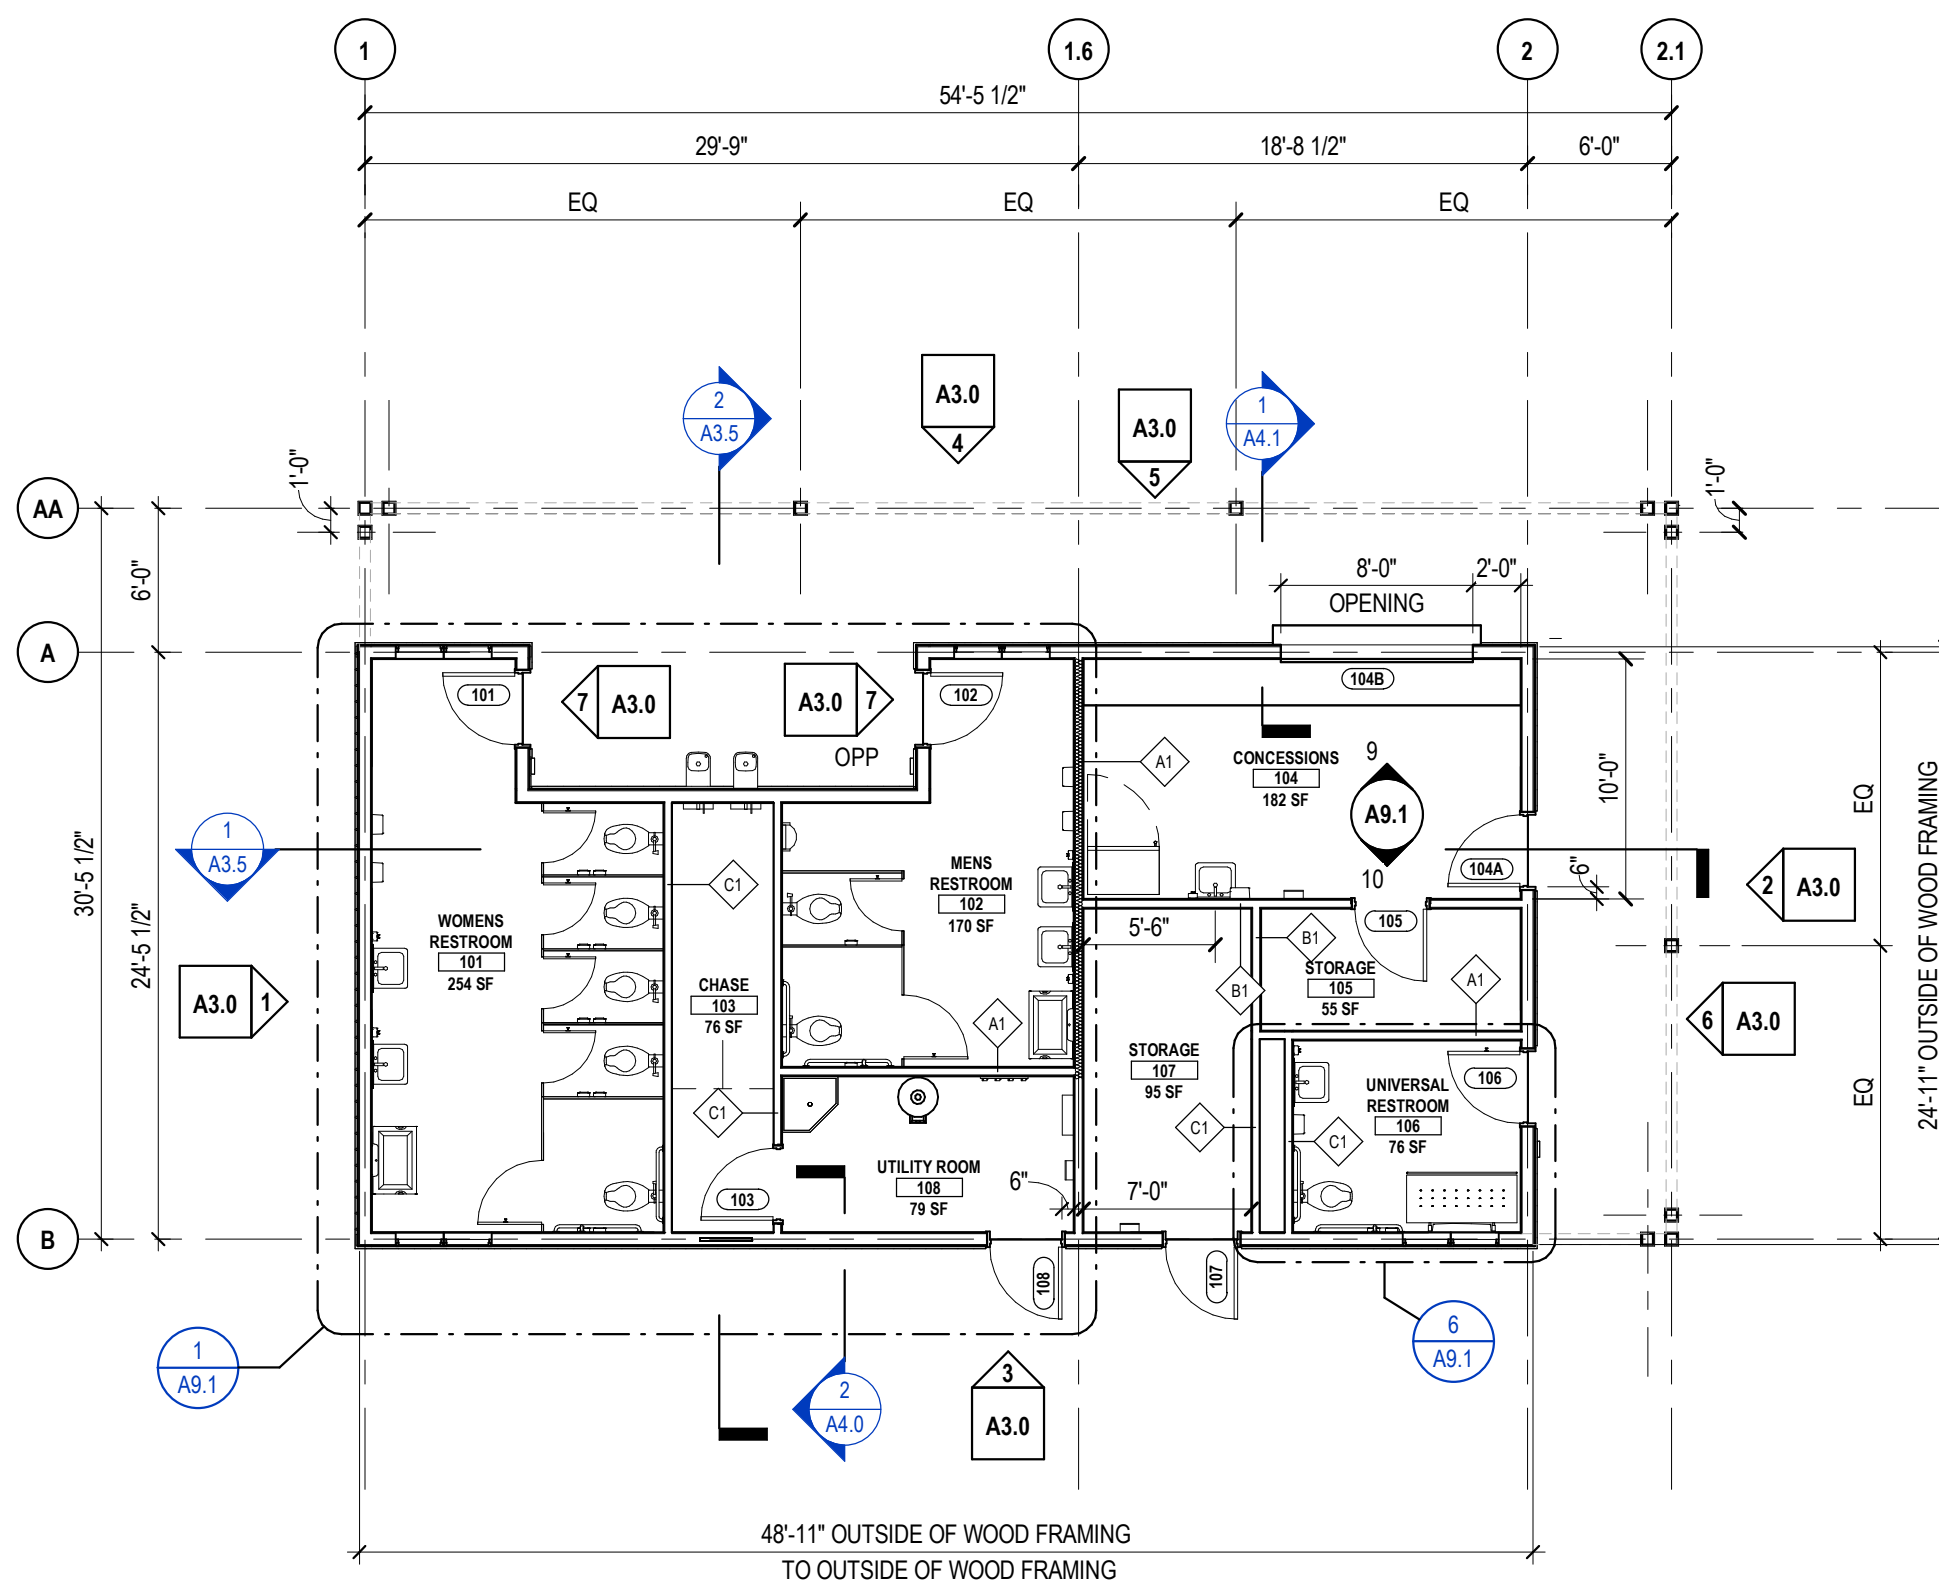 1
1.6
2
2.1
54'-5 1/2"
29'-9"
18'-8 1/2"
6'-0"
EQ
EQ
EQ
A3.0
4
A3.0
5
2
A3.5
1
A4.1
1'-0"
1'-0"
AA
6'-0"
8'-0"
2'-0"
OPENING
A
101
7
A3.0
A3.0
7
102
104B
OPP
A1
CONCESSIONS
104
182 SF
9
A9.1
10
10'-0"
EQ
24'-11" OUTSIDE OF WOOD FRAMING
1
A3.5
30'-5 1/2"
24'-5 1/2"
MENS
RESTROOM
102
170 SF
C1
104A
6"
2
A3.0
WOMENS
RESTROOM
101
254 SF
5'-6"
105
B1
B1
STORAGE
105
55 SF
A1
A3.0
1
CHASE
103
76 SF
A1
6
A3.0
STORAGE
107
95 SF
C1
C1
C1
UNIVERSAL
RESTROOM
106
76 SF
106
EQ
UTILITY ROOM
108
79 SF
103
6"
7'-0"
B
108
107
1
A9.1
6
A9.1
2
A4.0
3
A3.0
48'-11" OUTSIDE OF WOOD FRAMING
TO OUTSIDE OF WOOD FRAMING